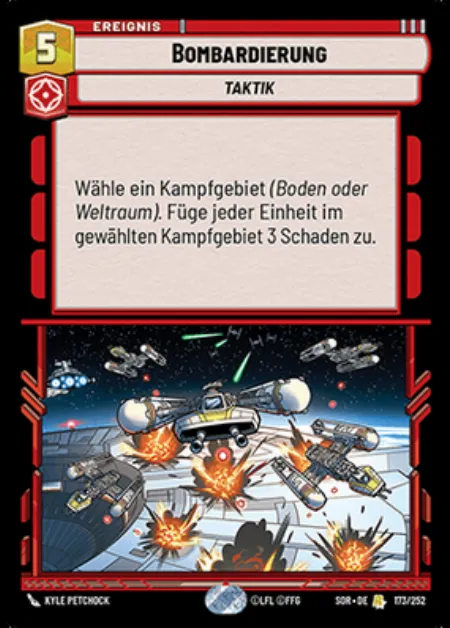 EREIGNIS
5
BOMBARDIERUNG
TAKTIK
Wähle ein Kampfgebiet (Boden oder
Weltraum). Füge jeder Einheit im
gewählten Kampfgebiet 3 Schaden zu.
KYLE PETCHOCK
©LFL ©FFG
SOR • DE
R
173/252